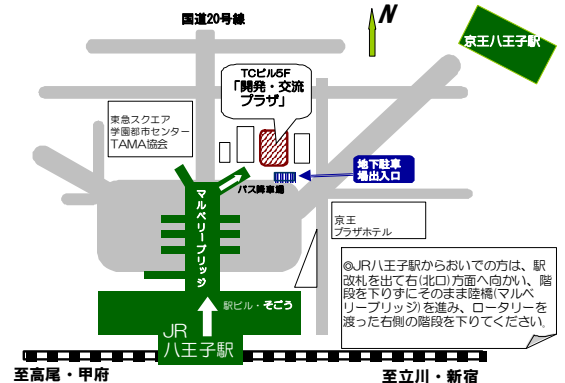 国道20号線
N
京王八王子駅
TCビル5F
「開発・交流
プラザ」
東急スクエア
学園都市センター
TAMA協会
地下駐車
場出入口
バス降車場
マルベリーブリッジ
京王
プラザホテル
◎JR八王子駅からおいでの方は、駅
改札を出て右(北口)方面へ向かい、階
段を下りずにそのまま陸橋(マルベ
リーブリッジ)を進み、ロータリーを
渡った右側の階段を下りてください。
駅ビル・そごう
JR
八王子駅
至高尾・甲府
至立川・新宿